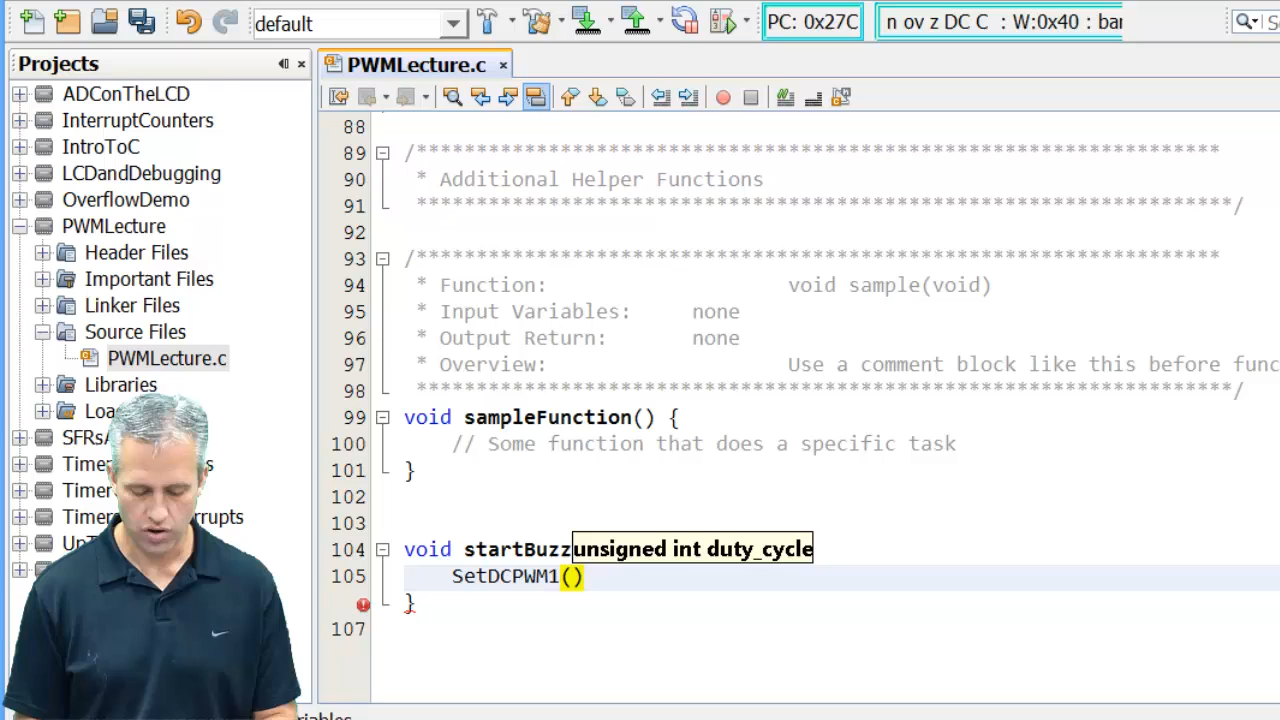 default
PC: 0x27C
n ov z DC C : W:0x40 : bar
Projects
PWMLecture.c
ADConTheLCD
InterruptCounters
IntroToC
LCDandDebugging
OverflowDemo
PWMLecture
Header Files
Important Files
Linker Files
Source Files
PWMLecture.c
Libraries
88
89 /*******************************************************************
90 * Additional Helper Functions
91 ********************************************************************/
92
93 /*******************************************************************
94 * Function: void sample(void)
95 * Input Variables: none
96 * Output Return: none
97 * Overview: Use a comment block like this before func
98 ********************************************************************/
99 void sampleFunction() {
100 // Some function that does a specific task
101 }
102
103
104 void startBuzz
unsigned int duty_cycle
105 SetDCPWM1()
}
107